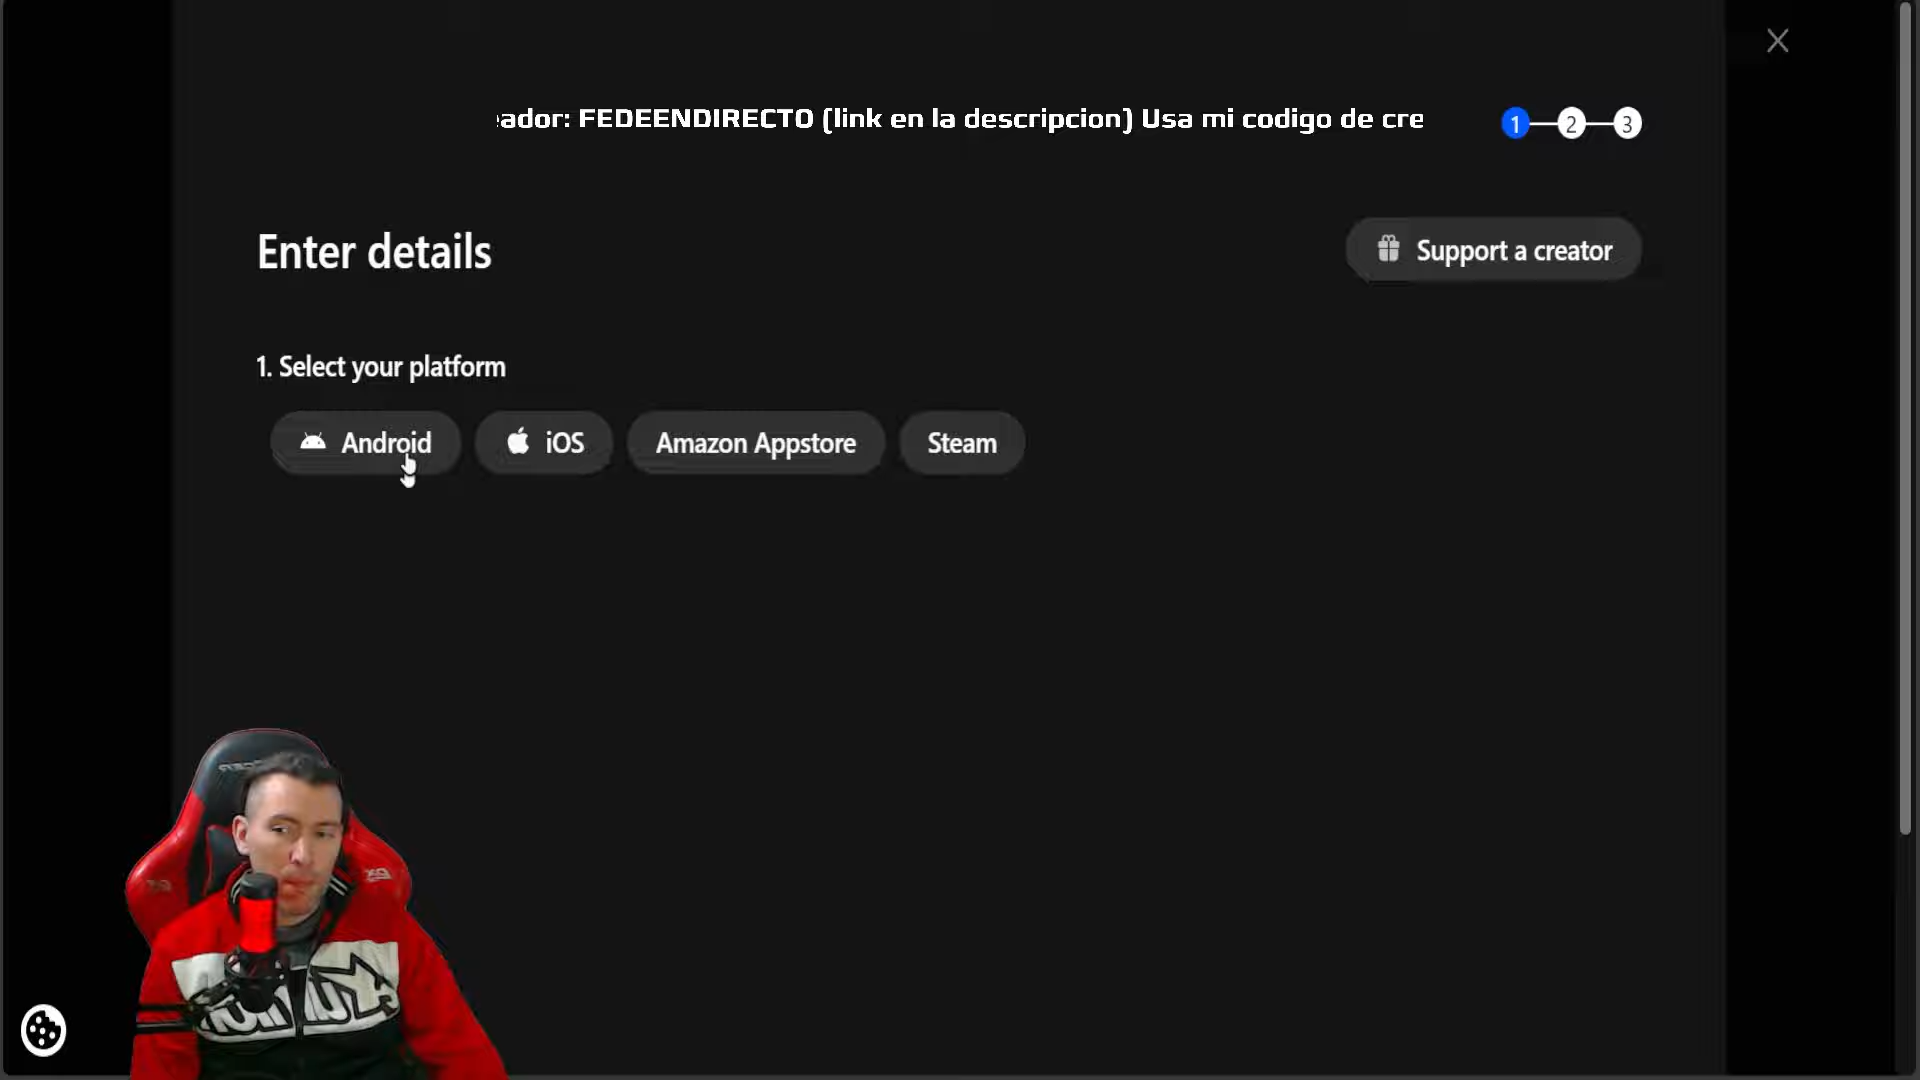 ador: FEDEENDIRECTO (link en la descripcion) Usa mi codigo de cre
1 2 3
Enter details
Support a creator
1. Select your platform
Android iOS Amazon Appstore Steam